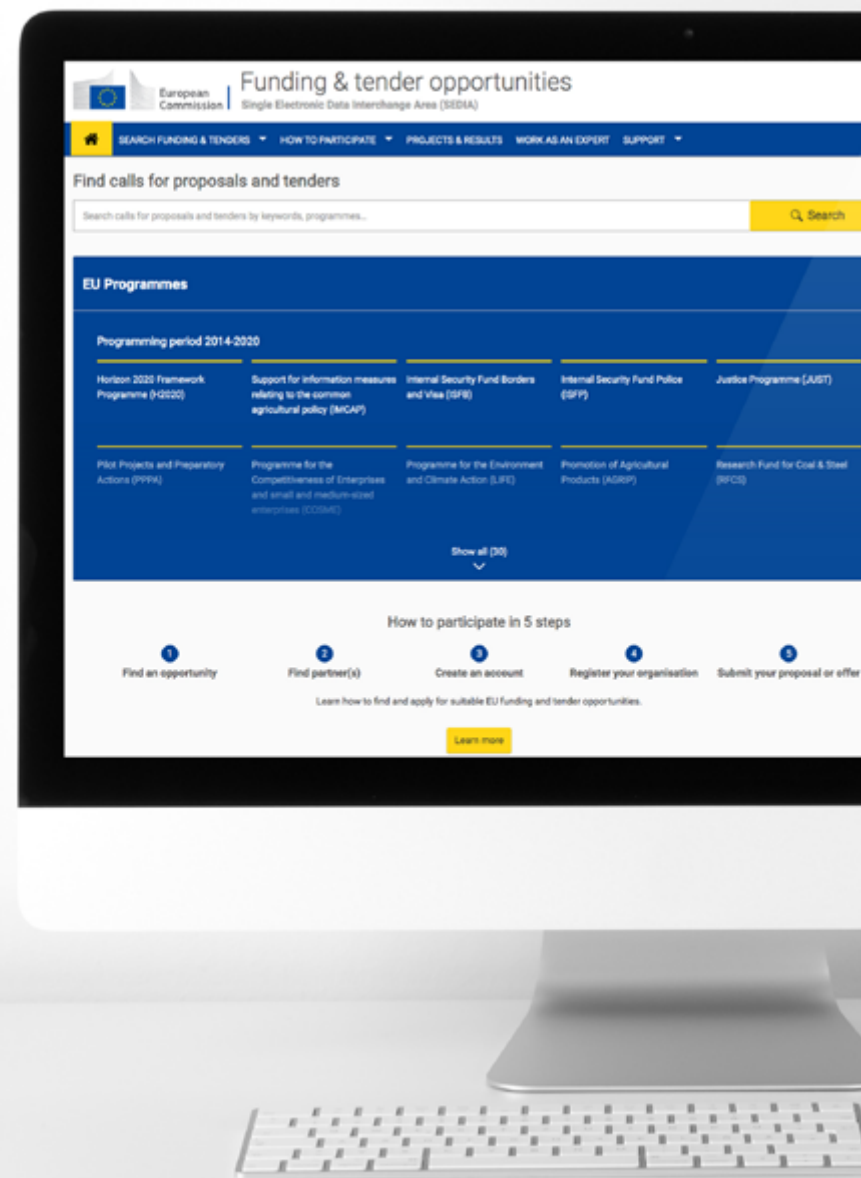 European
Commission
Funding & tender opportunities
Single Electronic Data Interchange Area (SEDIA)
SEARCH FUNDING & TENDERS HOW TO PARTICIPATE PROJECTS & RESULTS WORK AS AN EXPERT SUPPORT
Find calls for proposals and tenders
Search calls for proposals and tenders by keywords, programmes...
Search
EU Programmes
Programming period 2014-2020
Horizon 2020 Framework
Programme (H2020)
Support for information measures
relating to the common
agricultural policy (IMCAP)
Internal Security Fund Borders
and Visa (ISFB)
Internal Security Fund Police
(ISFP)
Justice Programme (JUST)
Pilot Projects and Preparatory
Actions (PPPA)
Programme for the
Competitiveness of Enterprises
and small and medium-sized
enterprises (COSME)
Programme for the Environment
and Climate Action (LIFE)
Promotion of Agricultural
Products (AGRIP)
Research Fund for Coal & Steel
(RFCS)
Show all (30)
How to participate in 5 steps
1
Find an opportunity
2
Find partner(s)
3
Create an account
4
Register your organisation
5
Submit your proposal or offer
Learn how to find and apply for suitable EU funding and tender opportunities.
Learn more